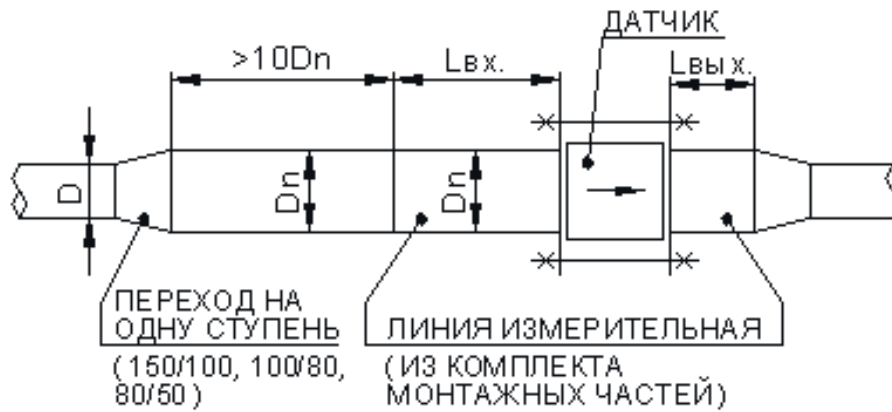 ДАТЧИК
>10Dn
Lвх.
Lвых.
D
Dn
Dn
ПЕРЕХОД НА
ОДНУ СТУПЕНЬ
(150/100, 100/80,
80/50)
ЛИНИЯ ИЗМЕРИТЕЛЬНАЯ
(ИЗ КОМПЛЕКТА
МОНТАЖНЫХ ЧАСТЕЙ)